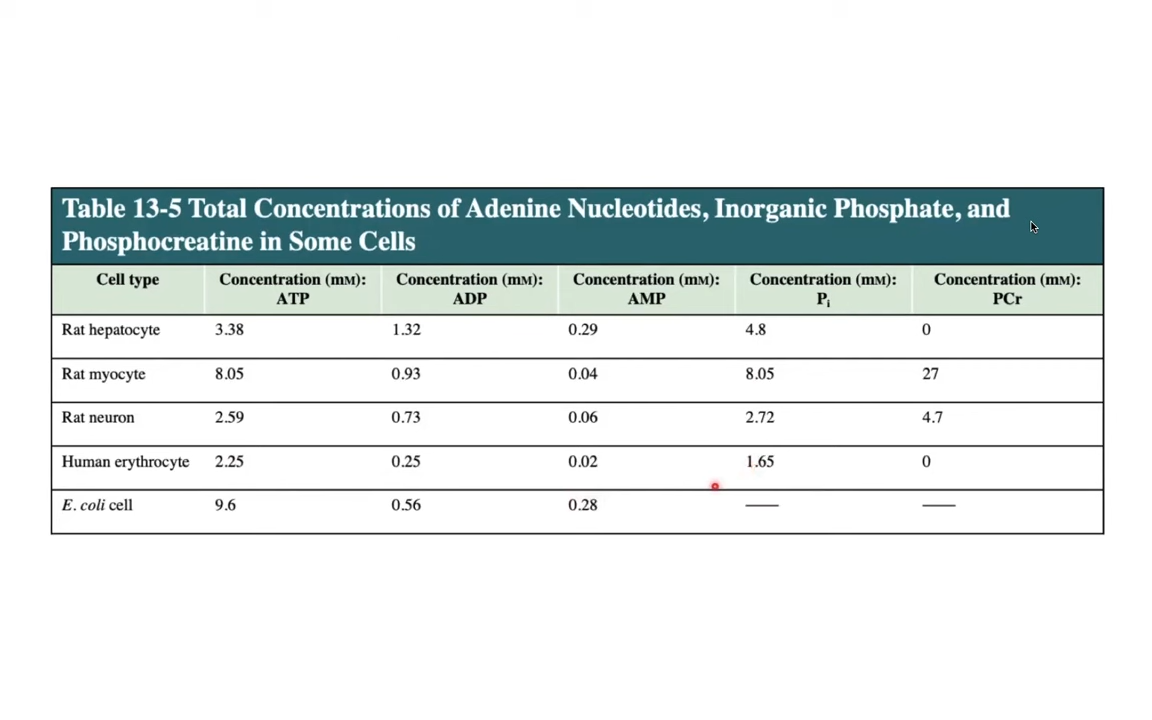 Table 13-5 Total Concentrations of Adenine Nucleotides, Inorganic Phosphate, and
Phosphocreatine in Some Cells
Cell type Concentration (mM): ATP Concentration (mM): ADP Concentration (mM): AMP Concentration (mM): Pi Concentration (mM): PCr
Rat hepatocyte 3.38 1.32 0.29 4.8 0
Rat myocyte 8.05 0.93 0.04 8.05 27
Rat neuron 2.59 0.73 0.06 2.72 4.7
Human erythrocyte 2.25 0.25 0.02 1.65 0
E. coli cell 9.6 0.56 0.28 — —